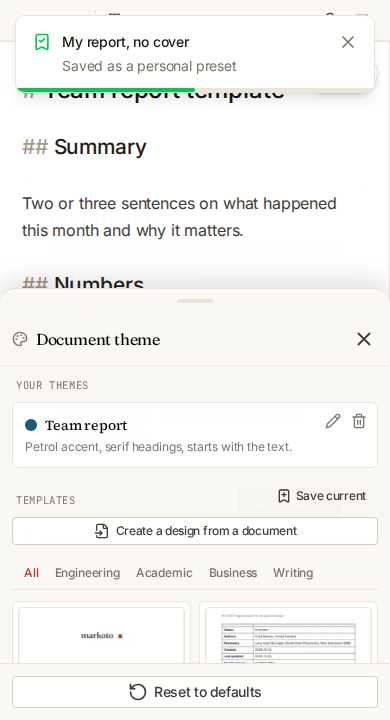 My report, no cover
Saved as a personal preset
# Team report template
## Summary
Two or three sentences on what happened
this month and why it matters.
## Numbers
Document theme
YOUR THEMES
Team report
Petrol accent, serif headings, starts with the text.
TEMPLATES
Save current
Create a design from a document
All Engineering Academic Business Writing
markoto
Reset to defaults